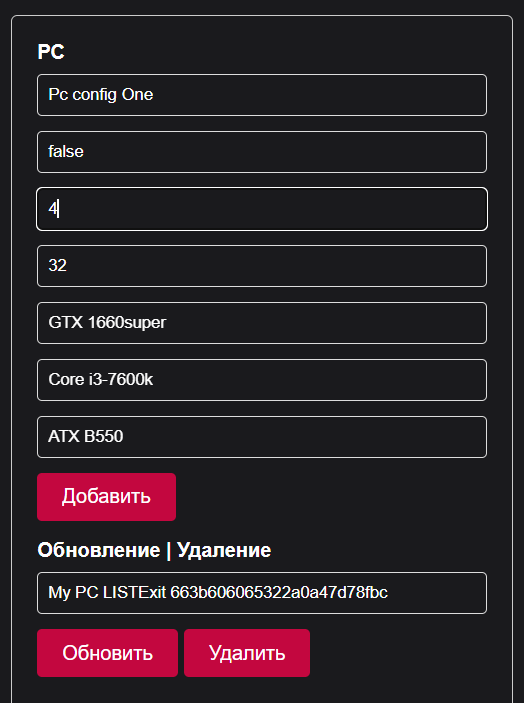 PC
Pc config One
false
4
32
GTX 1660super
Core i3-7600k
ATX B550
Добавить
Обновление | Удаление
My PC LISTExit 663b606065322a0a47d78fbc
Обновить Удалить